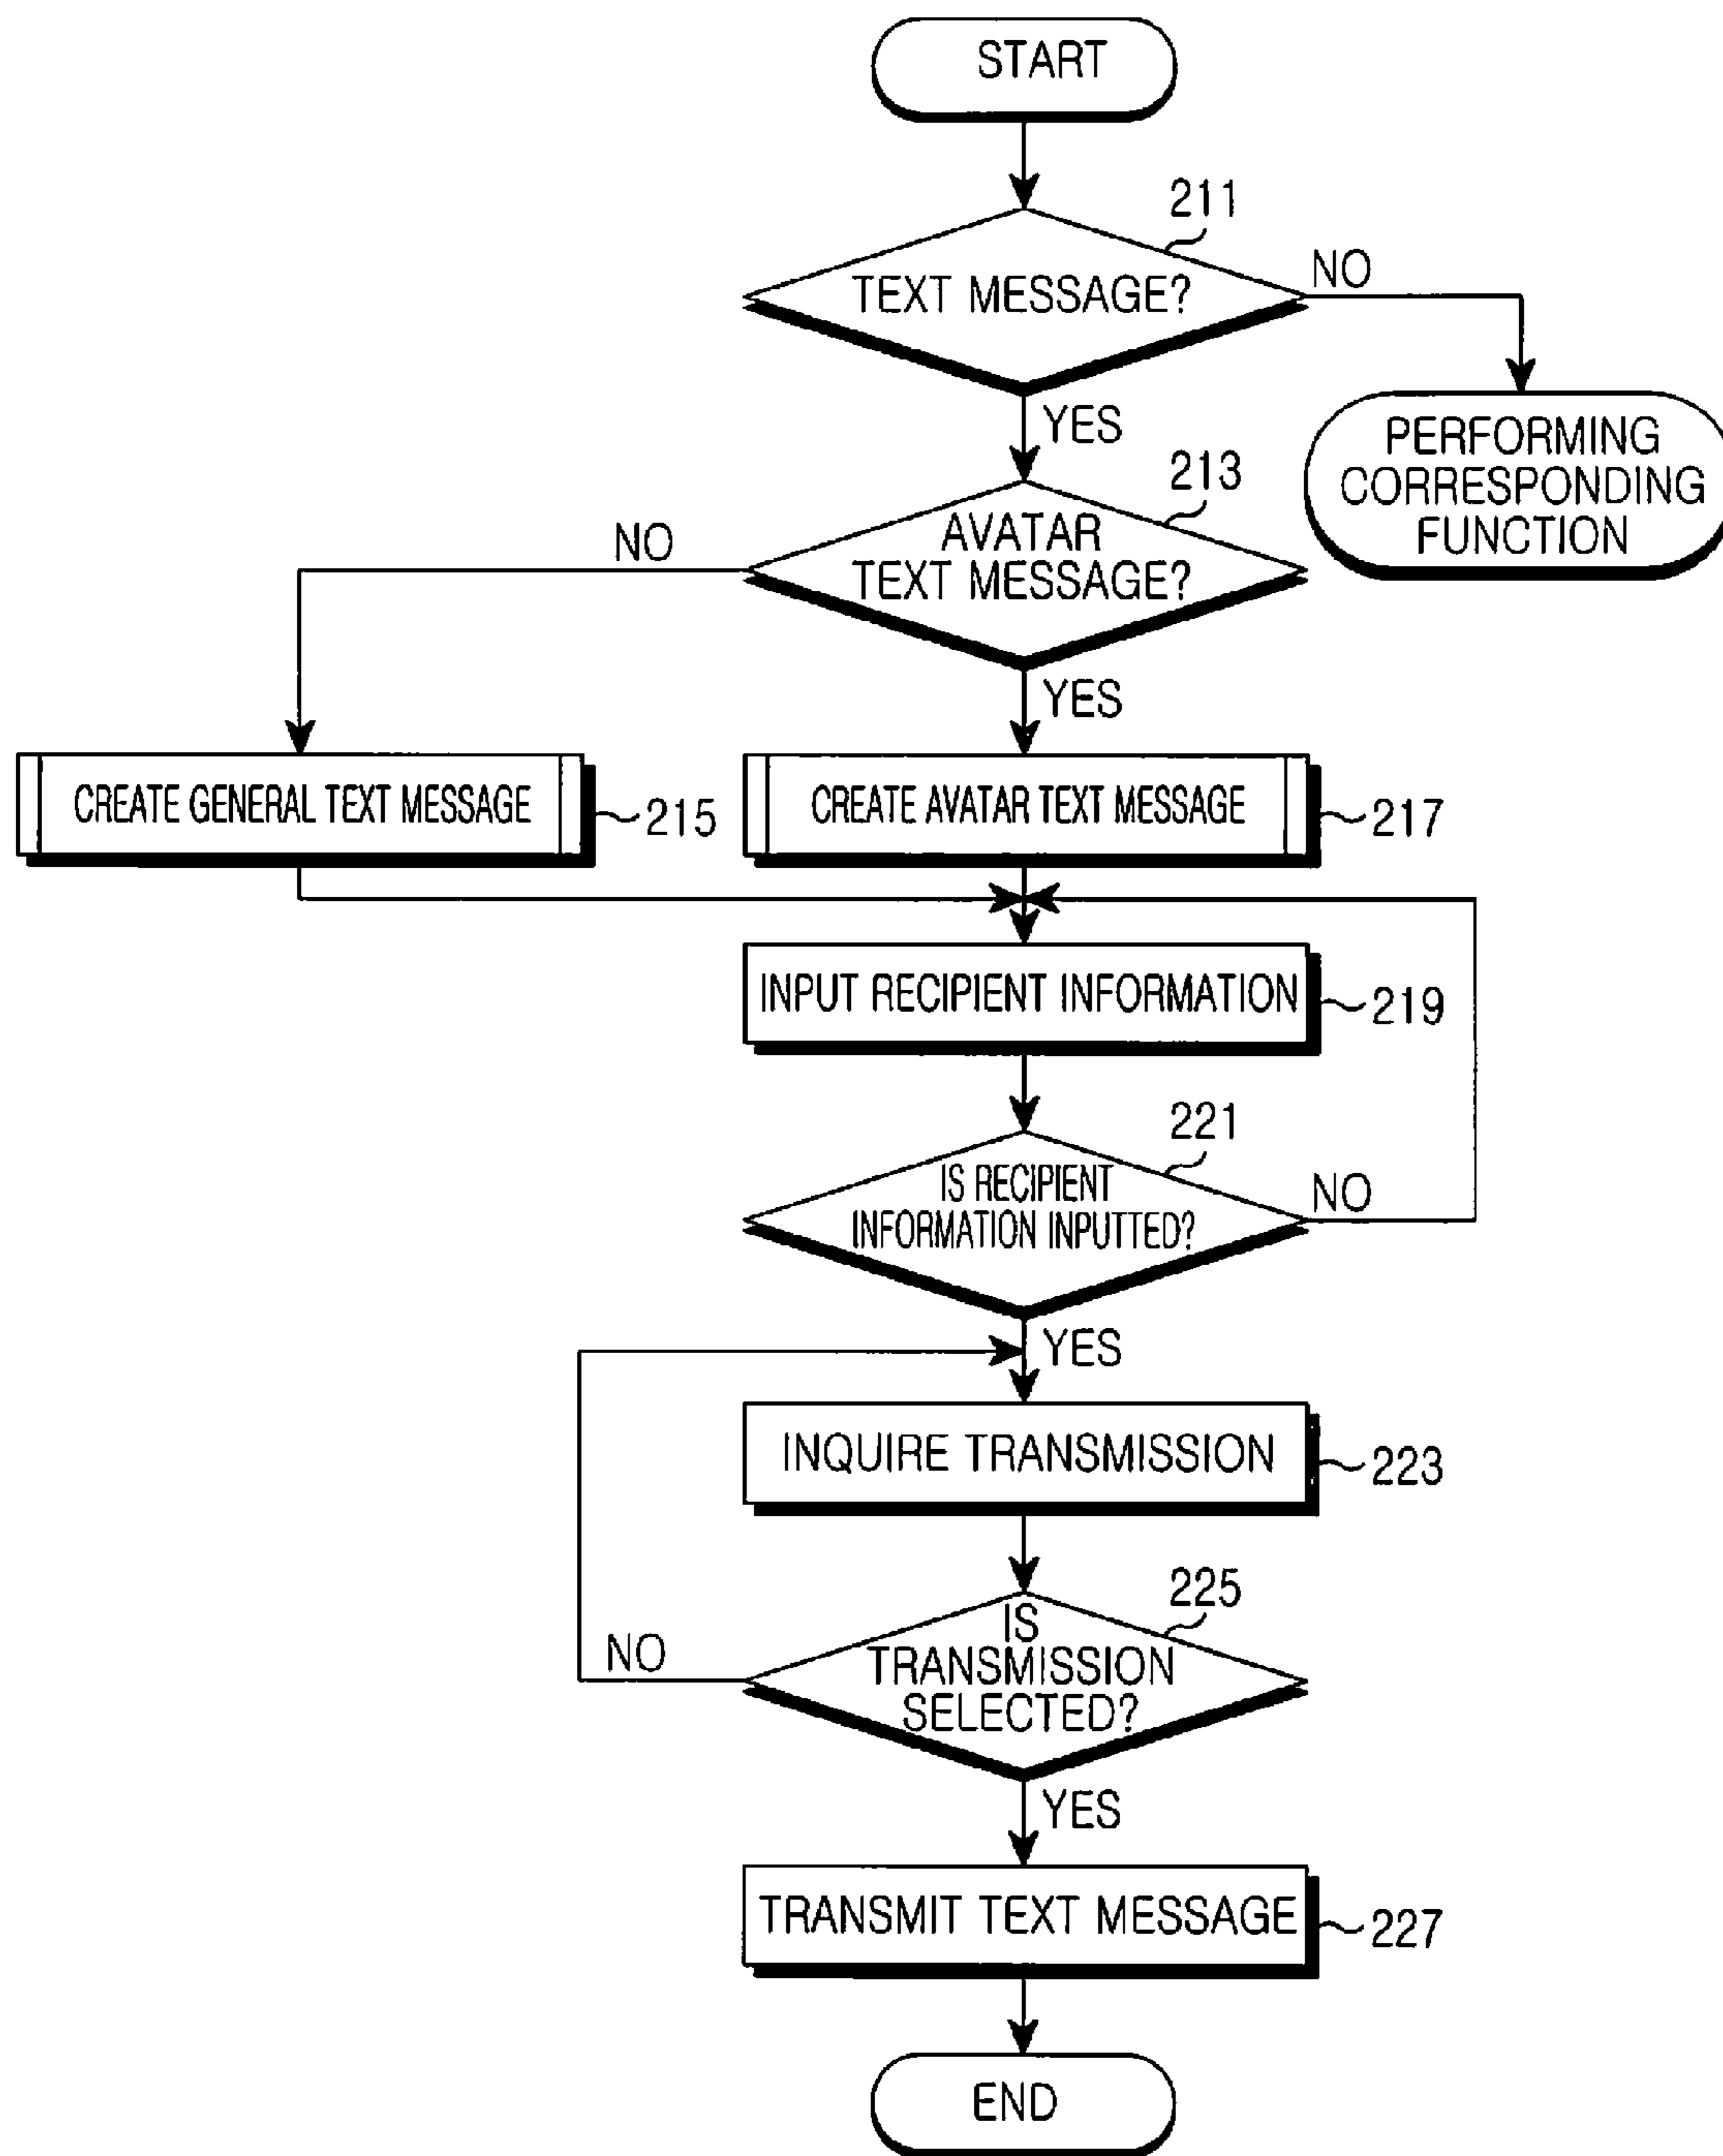 START
211
TEXT MESSAGE?
NO
PERFORMING
CORRESPONDING
FUNCTION
YES
213
AVATAR
TEXT MESSAGE?
NO
YES
CREATE GENERAL TEXT MESSAGE
215
CREATE AVATAR TEXT MESSAGE
217
INPUT RECIPIENT INFORMATION
219
221
IS RECIPIENT
INFORMATION INPUTTED?
NO
YES
INQUIRE TRANSMISSION
223
225
IS
TRANSMISSION
SELECTED?
NO
YES
TRANSMIT TEXT MESSAGE
227
END